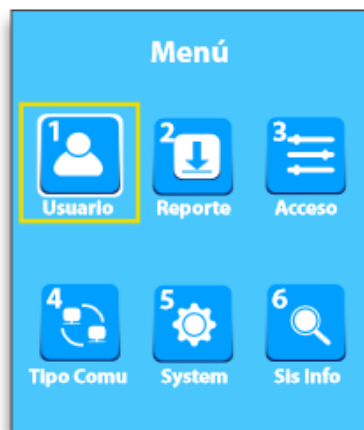 Menú
1 2 3
Usuario Reporte Acceso
4 5 6
Tipo Comu System Sis Info